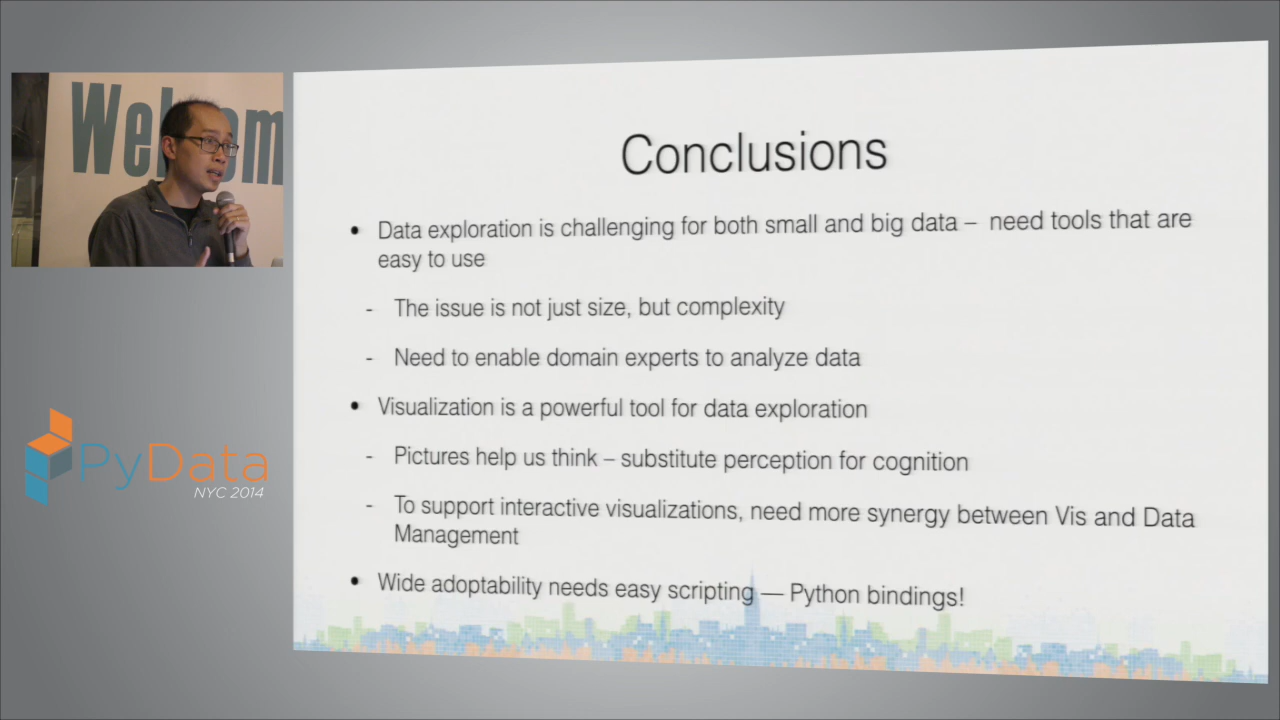 Welcom
Conclusions
• Data exploration is challenging for both small and big data – need tools that are
easy to use
- The issue is not just size, but complexity
- Need to enable domain experts to analyze data
• Visualization is a powerful tool for data exploration
- Pictures help us think – substitute perception for cognition
- To support interactive visualizations, need more synergy between Vis and Data
Management
• Wide adoptability needs easy scripting — Python bindings!
PyData
NYC 2014